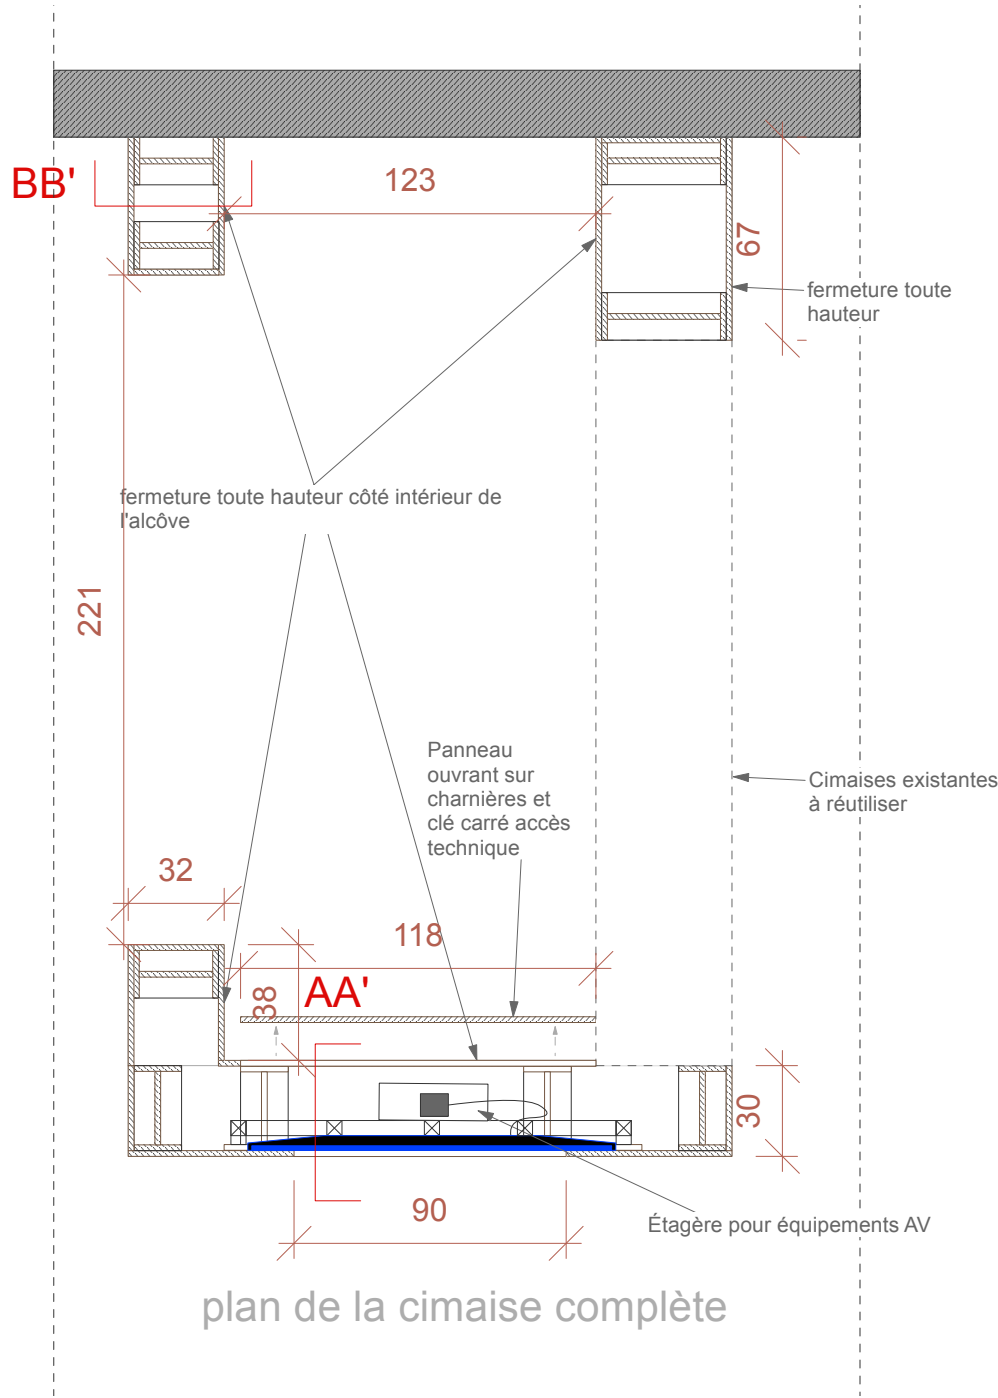 BB'
123
67
fermeture toute
hauteur
fermeture toute hauteur côté intérieur de
l'alcôve
221
Panneau
ouvrant sur
charnières et
clé carré accès
technique
Cimaises existantes
à réutiliser
32
118
38
AA'
30
90
Étagère pour équipements AV
plan de la cimaise complète